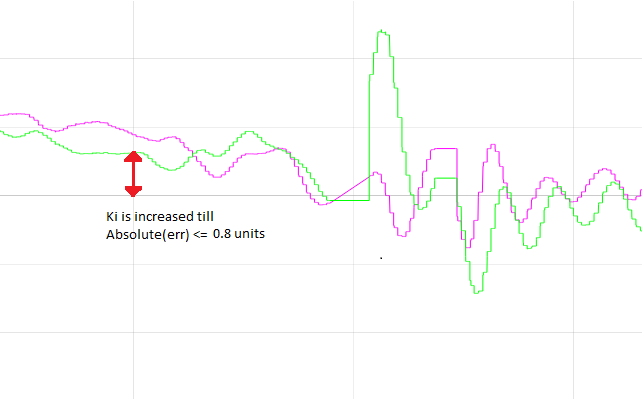 Ki is increased till
Absolute(err) <= 0.8 units